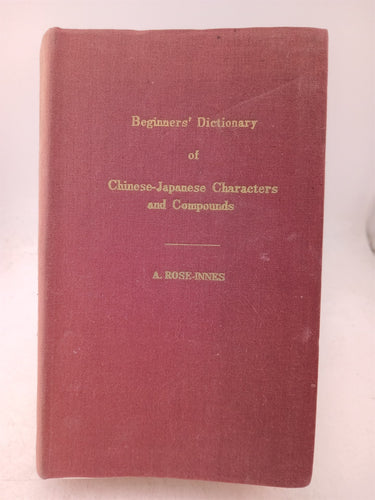 Beginners' Dictionary
of
Chinese-Japanese Characters
and Compounds
A. ROSE-INNES